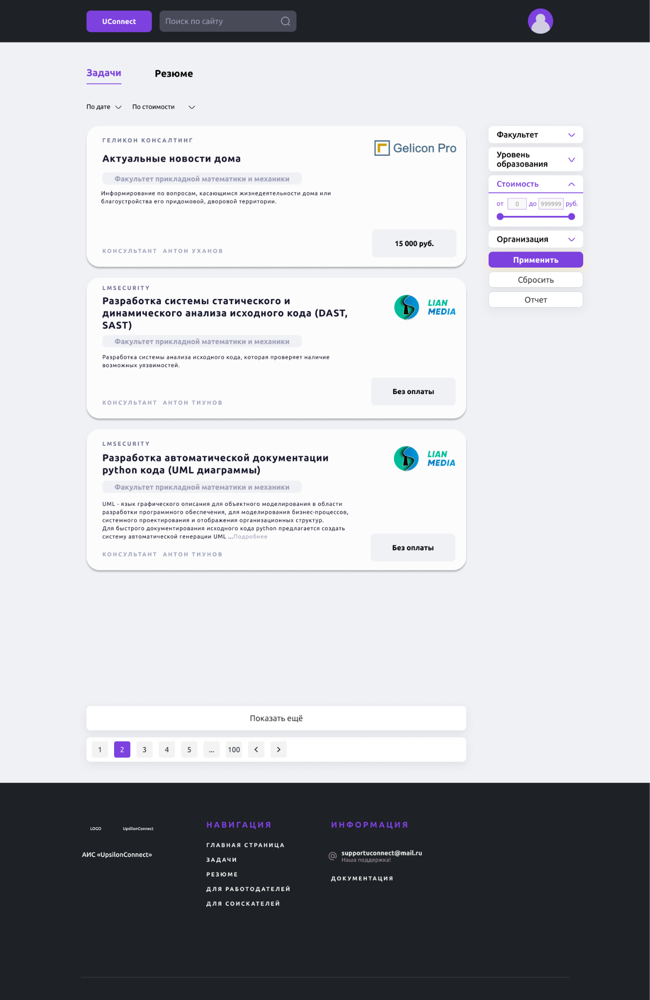 UConnect
Поиск по сайту
Задачи
Резюме
По дате
По стоимости
ГЕЛИКОН КОНСАЛТИНГ
Gelicon Pro
Актуальные новости дома
Факультет прикладной математики и механики
Информирование по вопросам, касающимся жизнедеятельности дома или
благоустройства его придомовой, дворовой территории.
15 000 руб.
КОНСУЛЬТАНТ АНТОН УХАНОВ
LMSECURITY
Разработка системы статического и
динамического анализа исходного кода (DAST,
SAST)
LIAN
MEDIA
Факультет прикладной математики и механики
Разработка системы анализа исходного кода, которая проверяет наличие
возможных уязвимостей.
Без оплаты
КОНСУЛЬТАНТ АНТОН ТИУНОВ
LMSECURITY
Разработка автоматической документации
python кода (UML диаграммы)
LIAN
MEDIA
Факультет прикладной математики и механики
UML - язык графического описания для объектного моделирования в области
разработки программного обеспечения, для моделирования бизнес-процессов,
системного проектирования и отображения организационных структур.
Для быстрого документирования исходного кода python предлагается создать
систему автоматической генерации UML ...Подробнее
Без оплаты
КОНСУЛЬТАНТ АНТОН ТИУНОВ
Факультет
Уровень
образования
Стоимость
от 0 до 999999 руб.
Организация
Применить
Сбросить
Отчет
Показать ещё
1 2 3 4 5 ... 100 < >
LOGO
UpdilonConnect
АИС «UpsilonConnect»
НАВИГАЦИЯ
ГЛАВНАЯ СТРАНИЦА
ЗАДАЧИ
РЕЗЮМЕ
ДЛЯ РАБОТОДАТЕЛЕЙ
ДЛЯ СОИСКАТЕЛЕЙ
ИНФОРМАЦИЯ
@ supportuconnect@mail.ru
Наша поддержка!
ДОКУМЕНТАЦИЯ